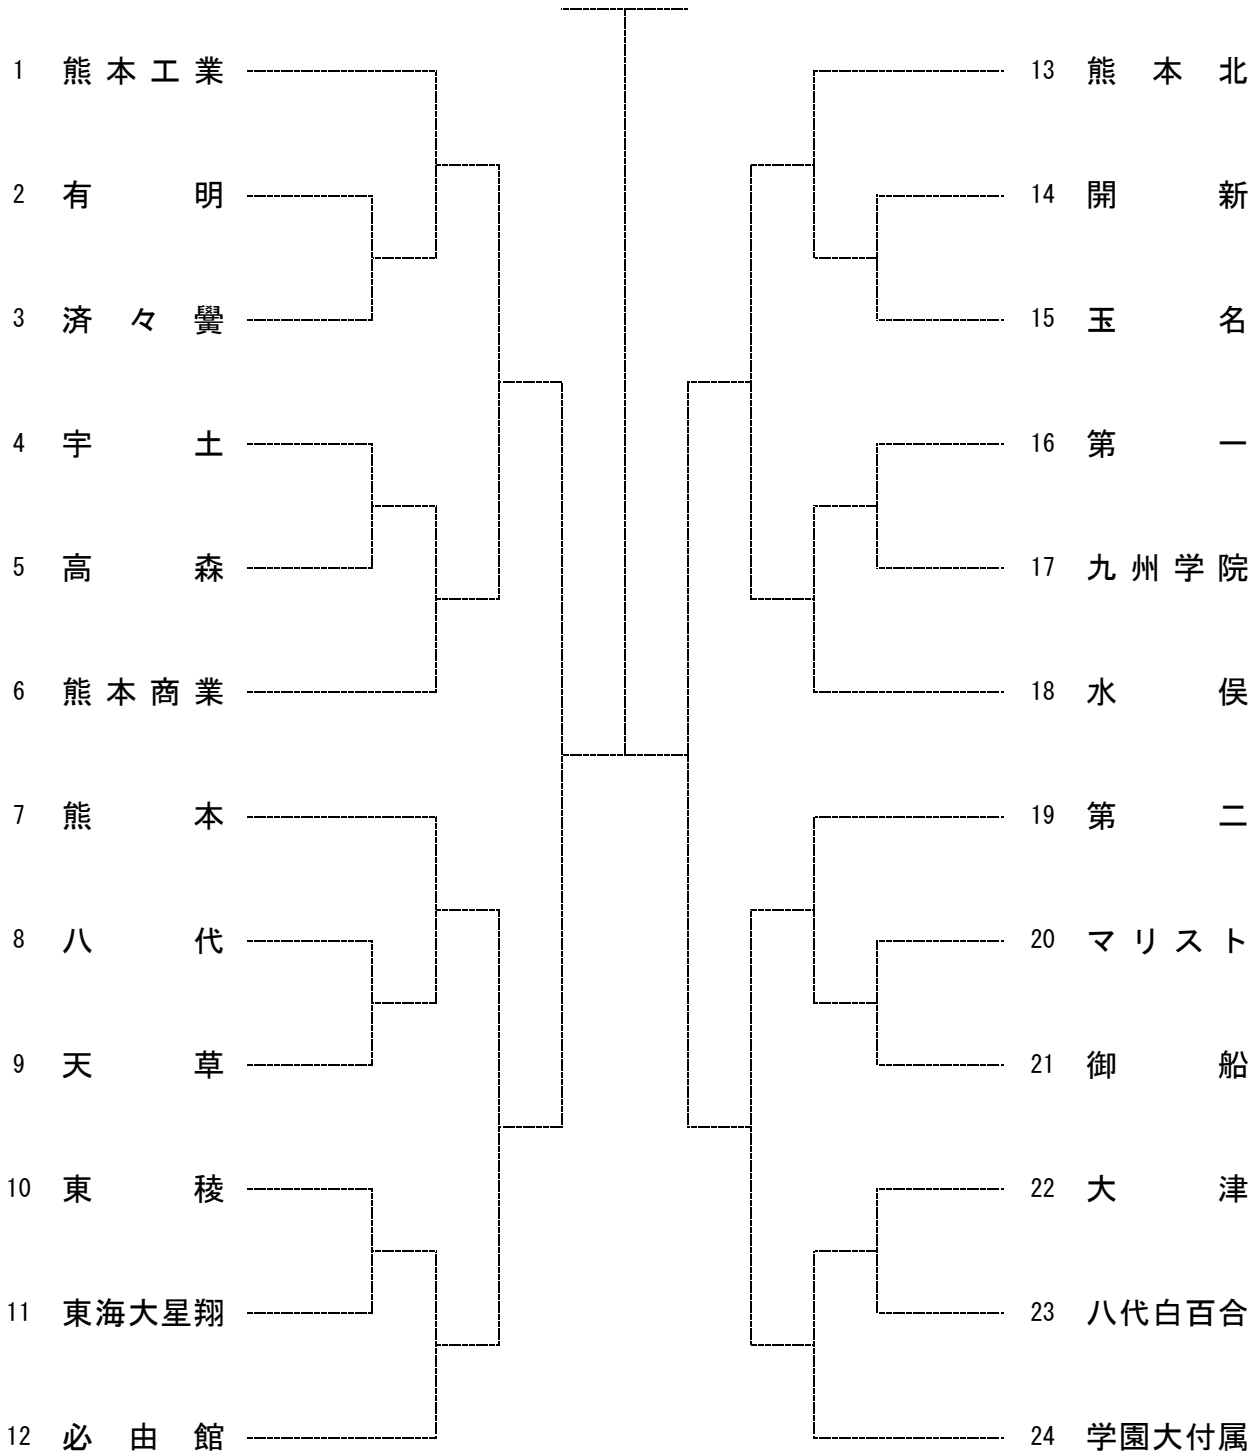 1 熊本工業
2 有明
3 済々黌
4 宇土
5 高森
6 熊本商業
7 熊本
8 八代
9 天草
10 東稜
11 東海大星翔
12 必由館
13 熊本北
14 開新
15 玉名
16 第一
17 九州学院
18 水俣
19 第二
20 マリスト
21 御船
22 大津
23 八代白百合
24 学園大付属